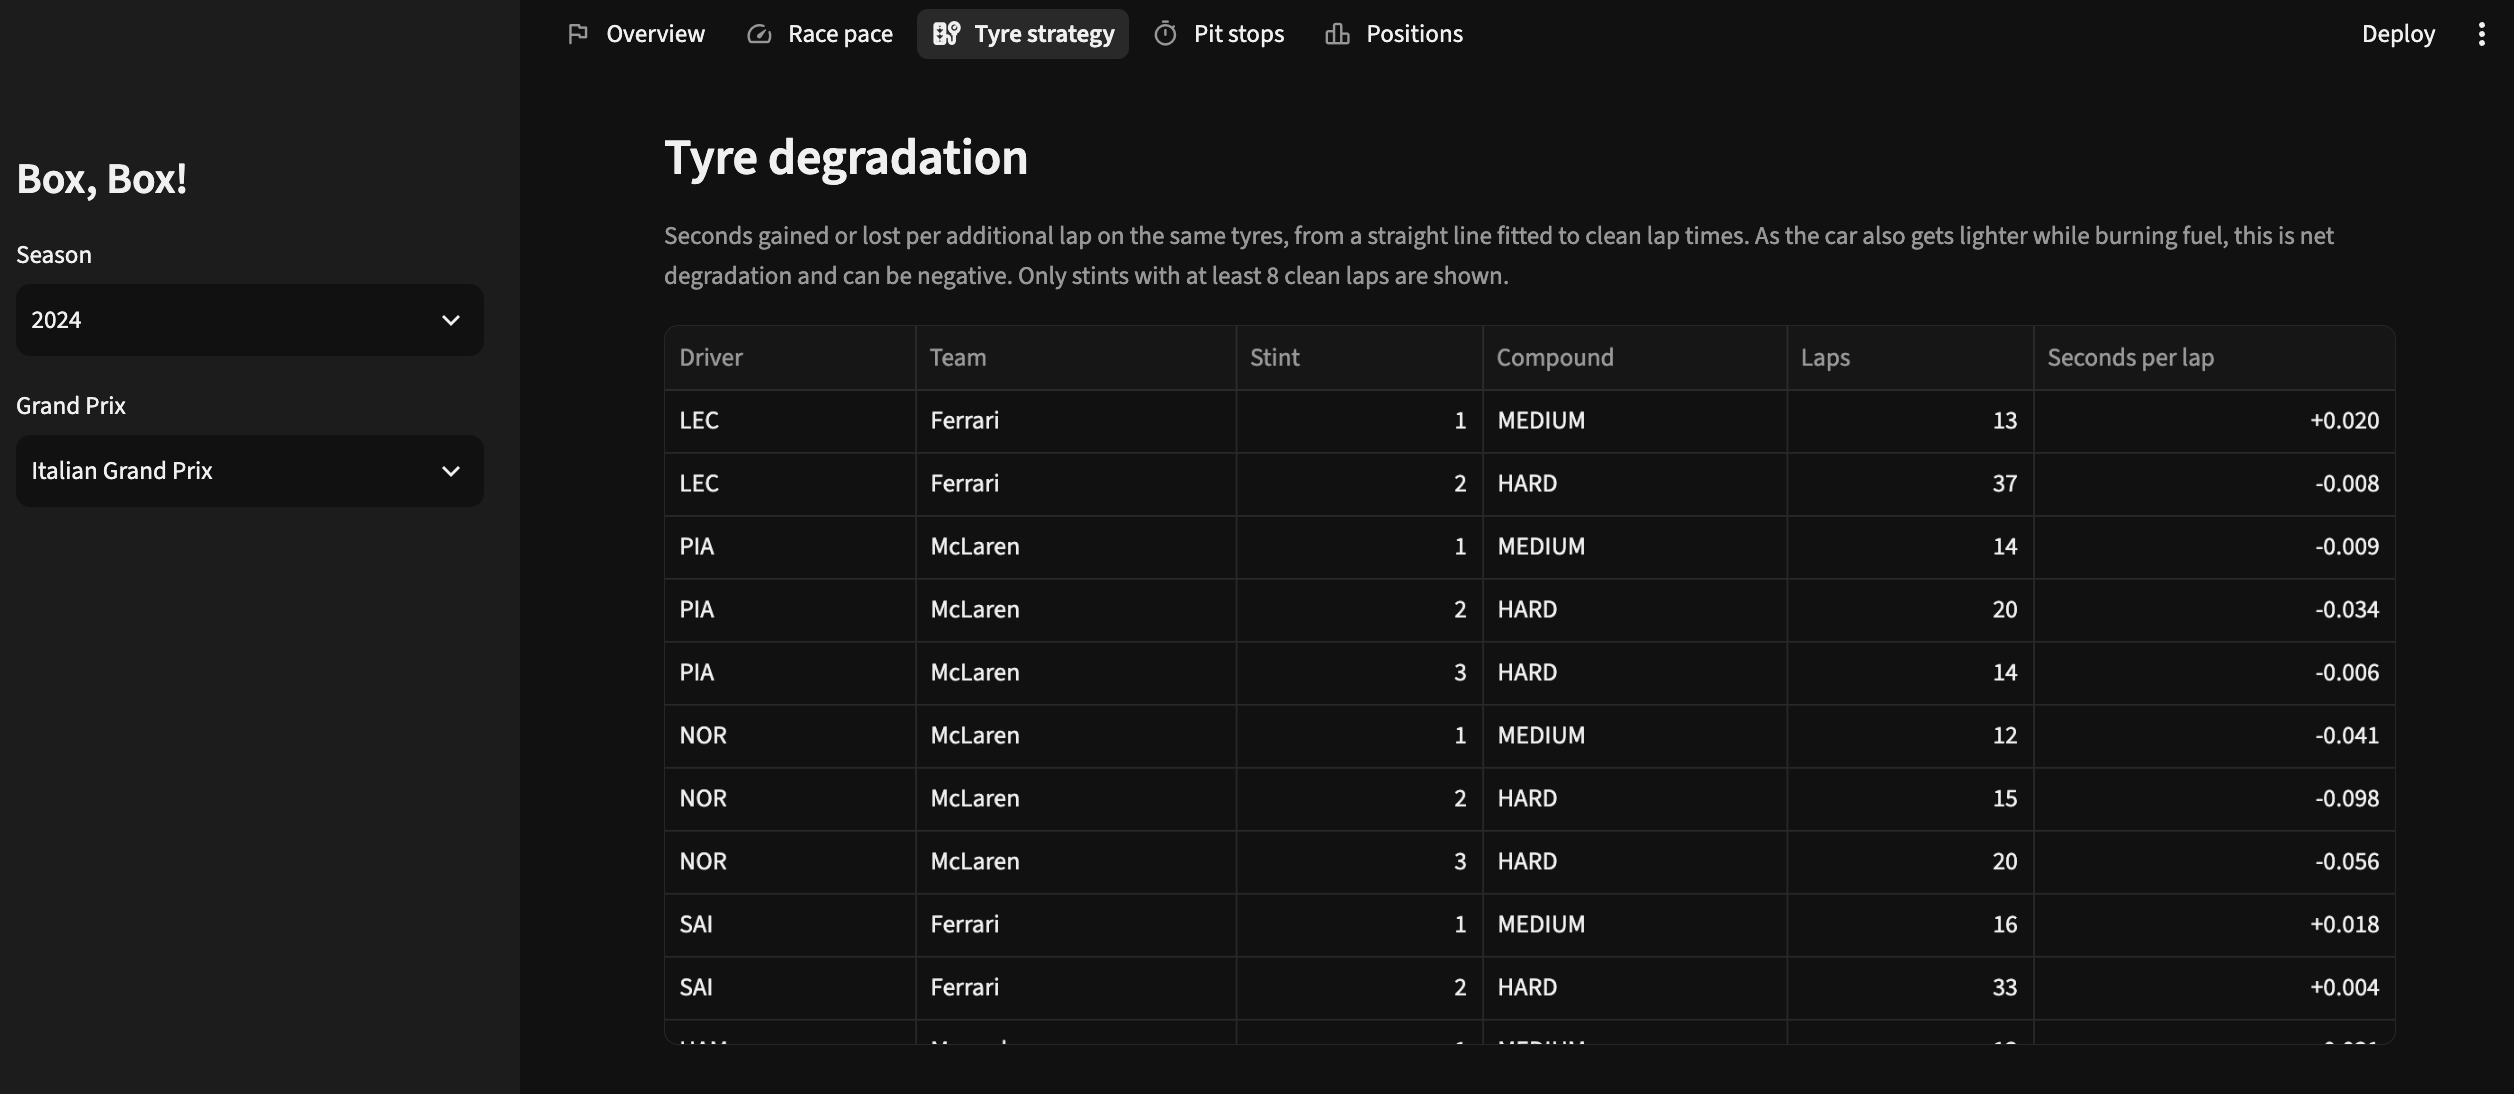 Overview Race pace Tyre strategy Pit stops Positions Deploy
Box, Box!
Season
2024
Grand Prix
Italian Grand Prix
Tyre degradation
Seconds gained or lost per additional lap on the same tyres, from a straight line fitted to clean lap times. As the car also gets lighter while burning fuel, this is net
degradation and can be negative. Only stints with at least 8 clean laps are shown.
Driver Team Stint Compound Laps Seconds per lap
LEC Ferrari 1 MEDIUM 13 +0.020
LEC Ferrari 2 HARD 37 -0.008
PIA McLaren 1 MEDIUM 14 -0.009
PIA McLaren 2 HARD 20 -0.034
PIA McLaren 3 HARD 14 -0.006
NOR McLaren 1 MEDIUM 12 -0.041
NOR McLaren 2 HARD 15 -0.098
NOR McLaren 3 HARD 20 -0.056
SAI Ferrari 1 MEDIUM 16 +0.018
SAI Ferrari 2 HARD 33 +0.004